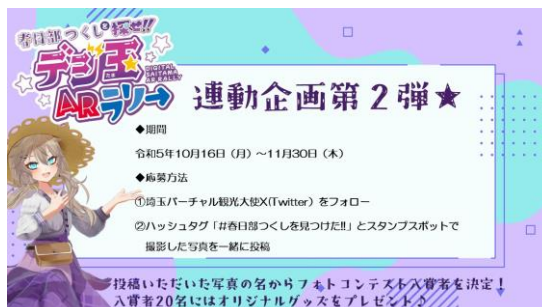 春日部つくしを探せ!!
デジ玉
DIGITAL
SAITAMA
AR RALLY
ARラリー
連動企画第2弾★
◆期間
令和5年10月16日（月）～11月30日（木）
◆応募方法
①埼玉バーチャル観光大使X(Twitter）をフォロー
②ハッシュタグ「#春日部つくしを見つけた!!」とスタンプスポットで
撮影した写真を一緒に投稿
投稿いただいた写真の名からフォトコンテスト入賞者を決定！
入賞者20名にはオリジナルグッズをプレゼント♪